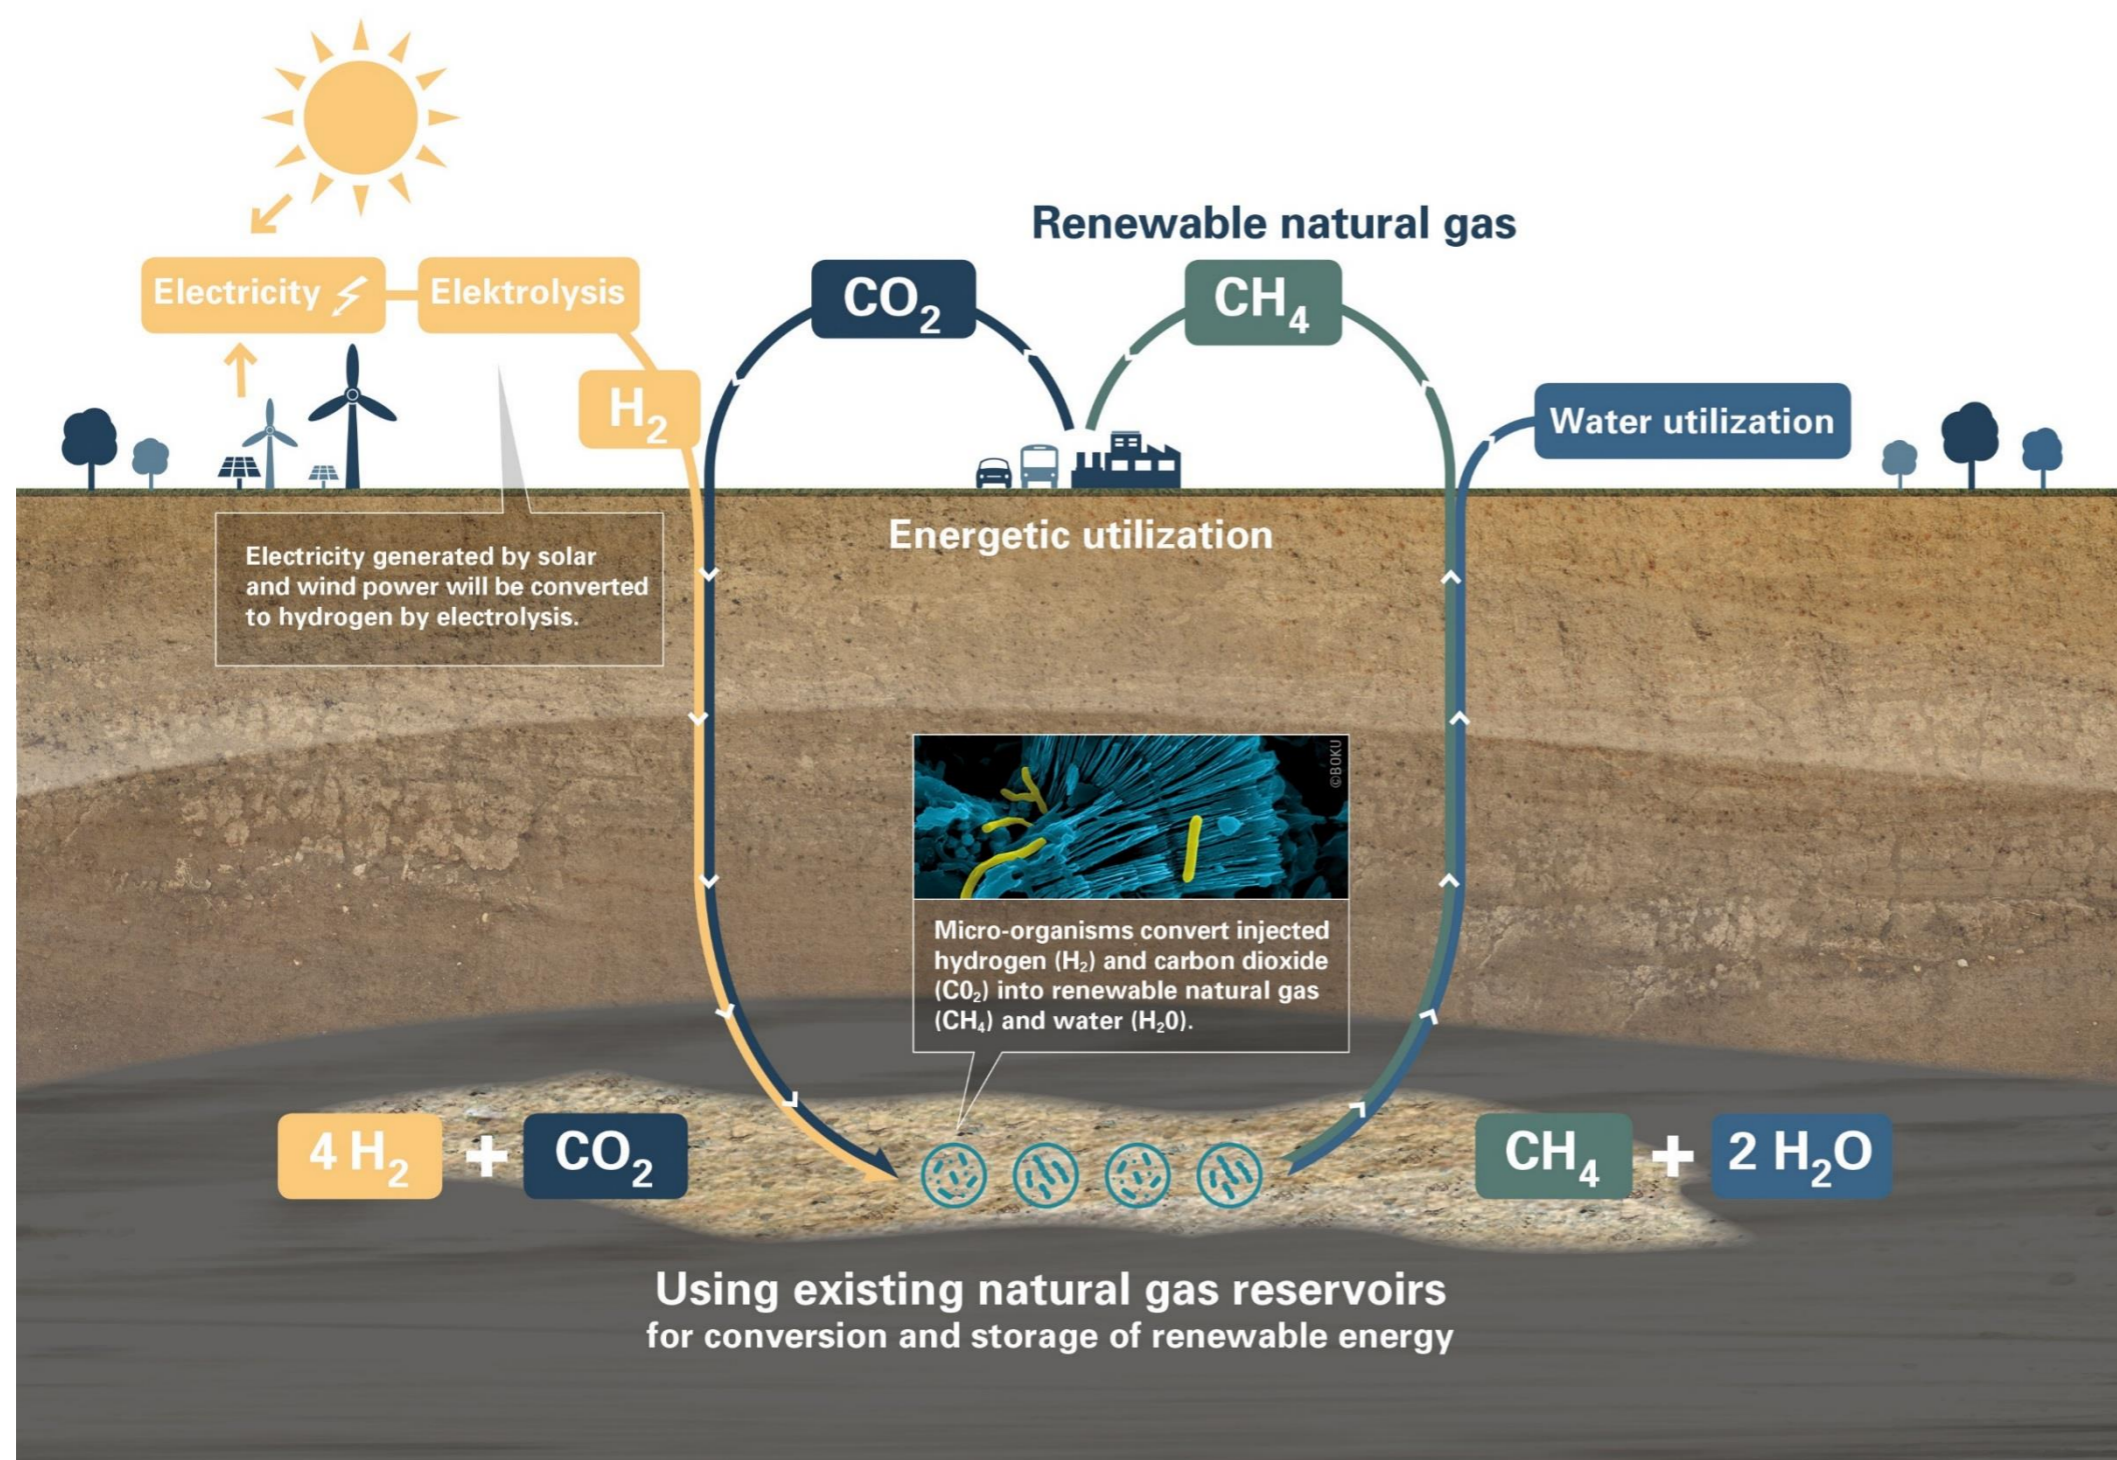 Renewable natural gas
Electricity
Elektrolysis
CO₂
CH₄
H₂
Water utilization
Energetic utilization
Electricity generated by solar
and wind power will be converted
to hydrogen by electrolysis.
©BOKU
Micro-organisms convert injected
hydrogen (H₂) and carbon dioxide
(C0₂) into renewable natural gas
(CH₄) and water (H₂0).
4 H₂ + CO₂
CH₄ + 2 H₂O
Using existing natural gas reservoirs
for conversion and storage of renewable energy